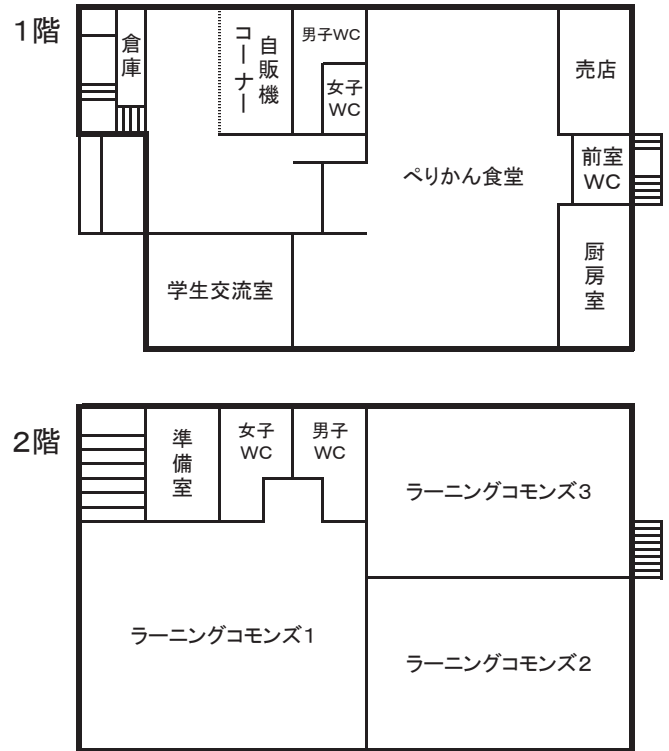 1階
倉庫
自販機
コーナー
男子WC
女子
WC
ぺりかん食堂
売店
前室
WC
厨房室
学生交流室
2階
準備室
女子
WC
男子
WC
ラーニングコモンズ3
ラーニングコモンズ1
ラーニングコモンズ2